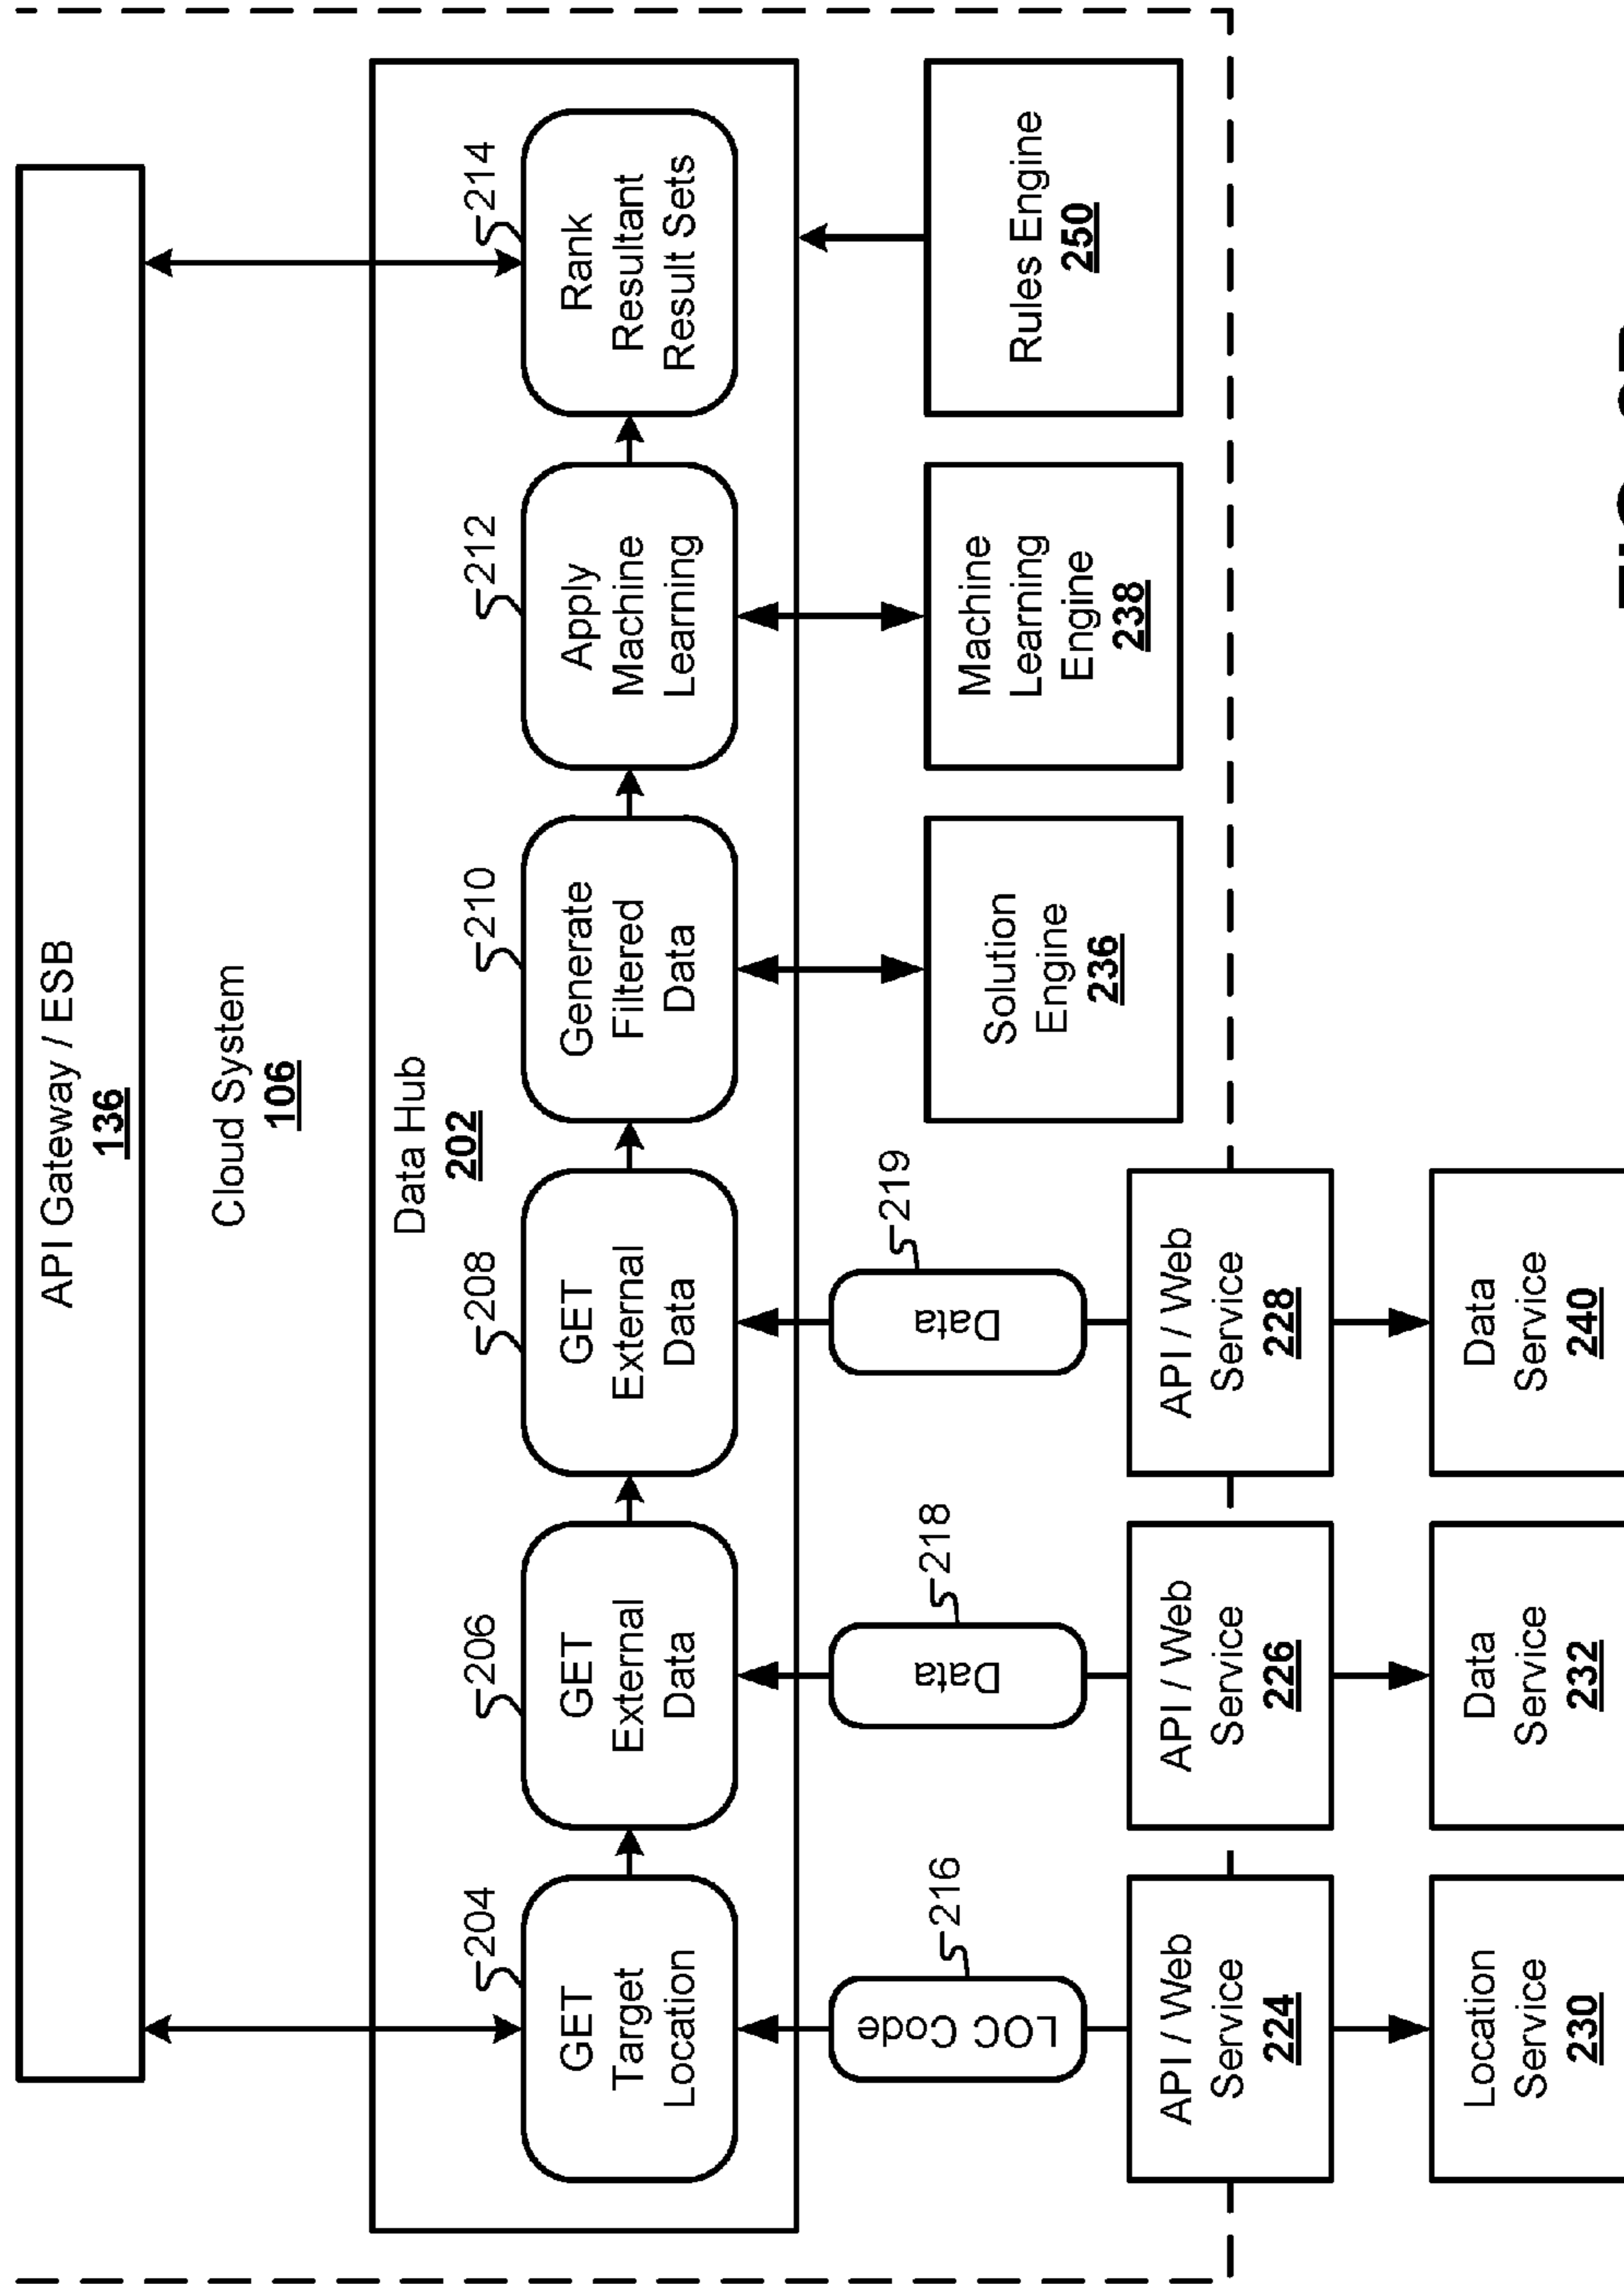 API Gateway / ESB
136
Cloud System
106
Data Hub
202
204
GET
Target
Location
206
GET
External
Data
208
GET
External
Data
210
Generate
Filtered
Data
212
Apply
Machine
Learning
214
Rank
Resultant
Result Sets
LOC Code
216
Data
218
Data
219
API / Web
Service
224
API / Web
Service
226
API / Web
Service
228
Solution
Engine
236
Machine
Learning
Engine
238
Rules Engine
250
Location
Service
230
Data
Service
232
Data
Service
240